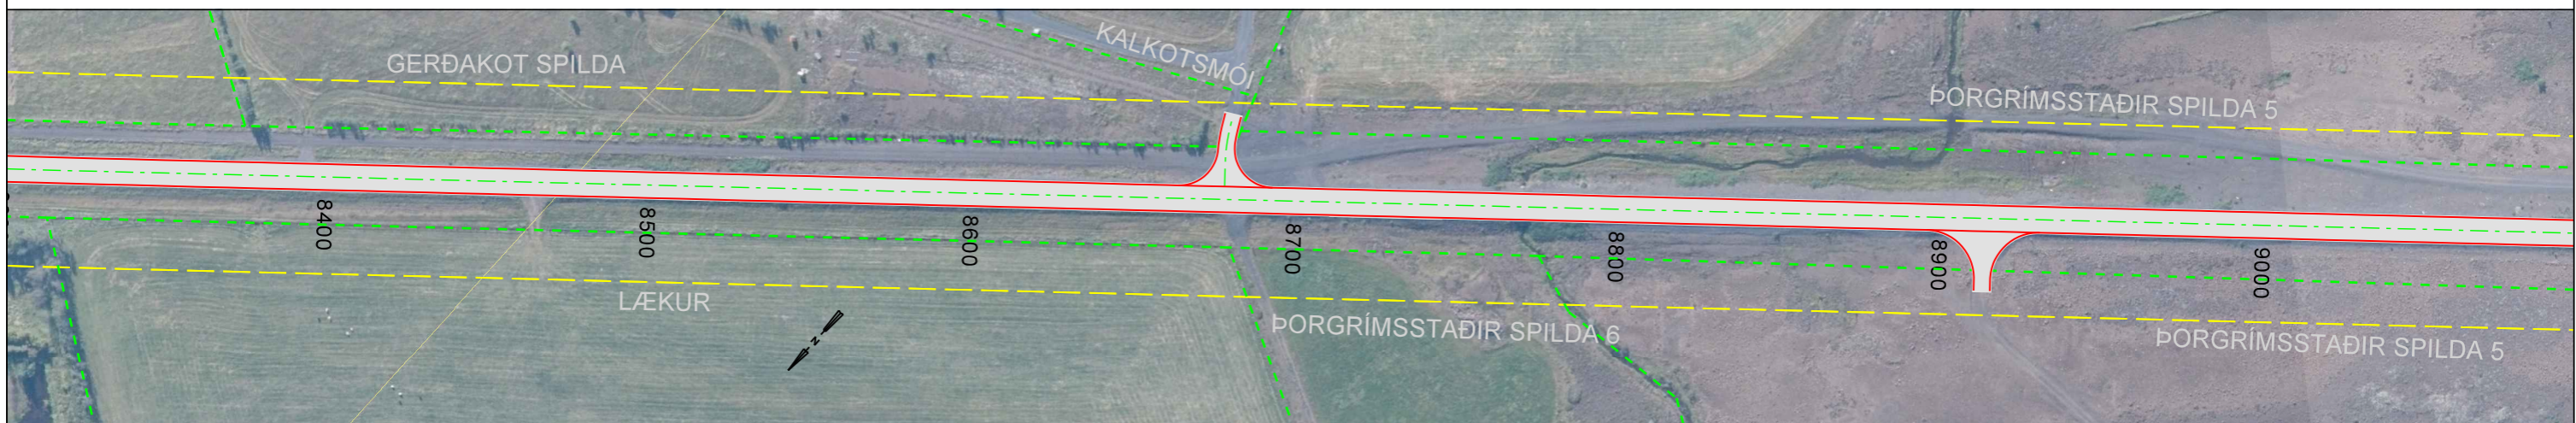 GERÐAKOT SPILDA
KALKOTSMÓI
ÞORGRÍMSSTAÐIR SPILDA 5
8400
8500
8600
8700
8800
8900
9000
LÆKUR
N
ÞORGRÍMSSTAÐIR SPILDA 6
ÞORGRÍMSSTAÐIR SPILDA 5